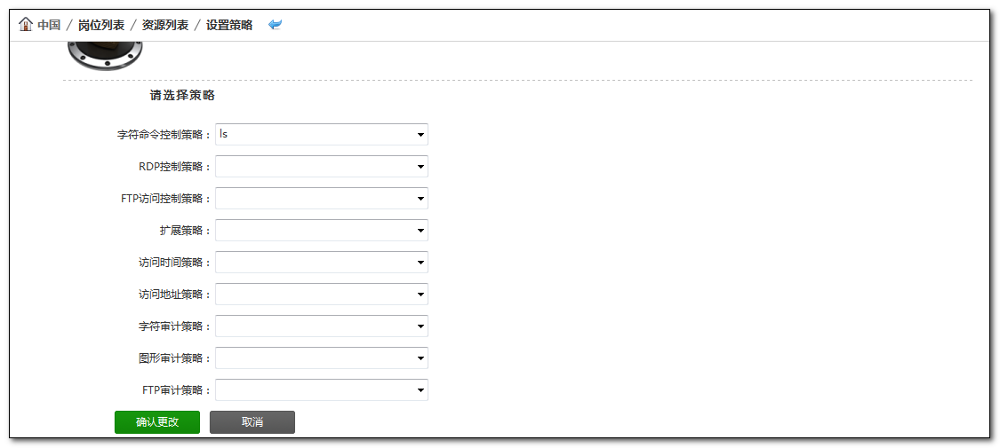 中国 / 岗位列表 / 资源列表 / 设置策略
请选择策略
字符命令控制策略： ls
RDP控制策略：
FTP访问控制策略：
扩展策略：
访问时间策略：
访问地址策略：
字符审计策略：
图形审计策略：
FTP审计策略：
确认更改 取消